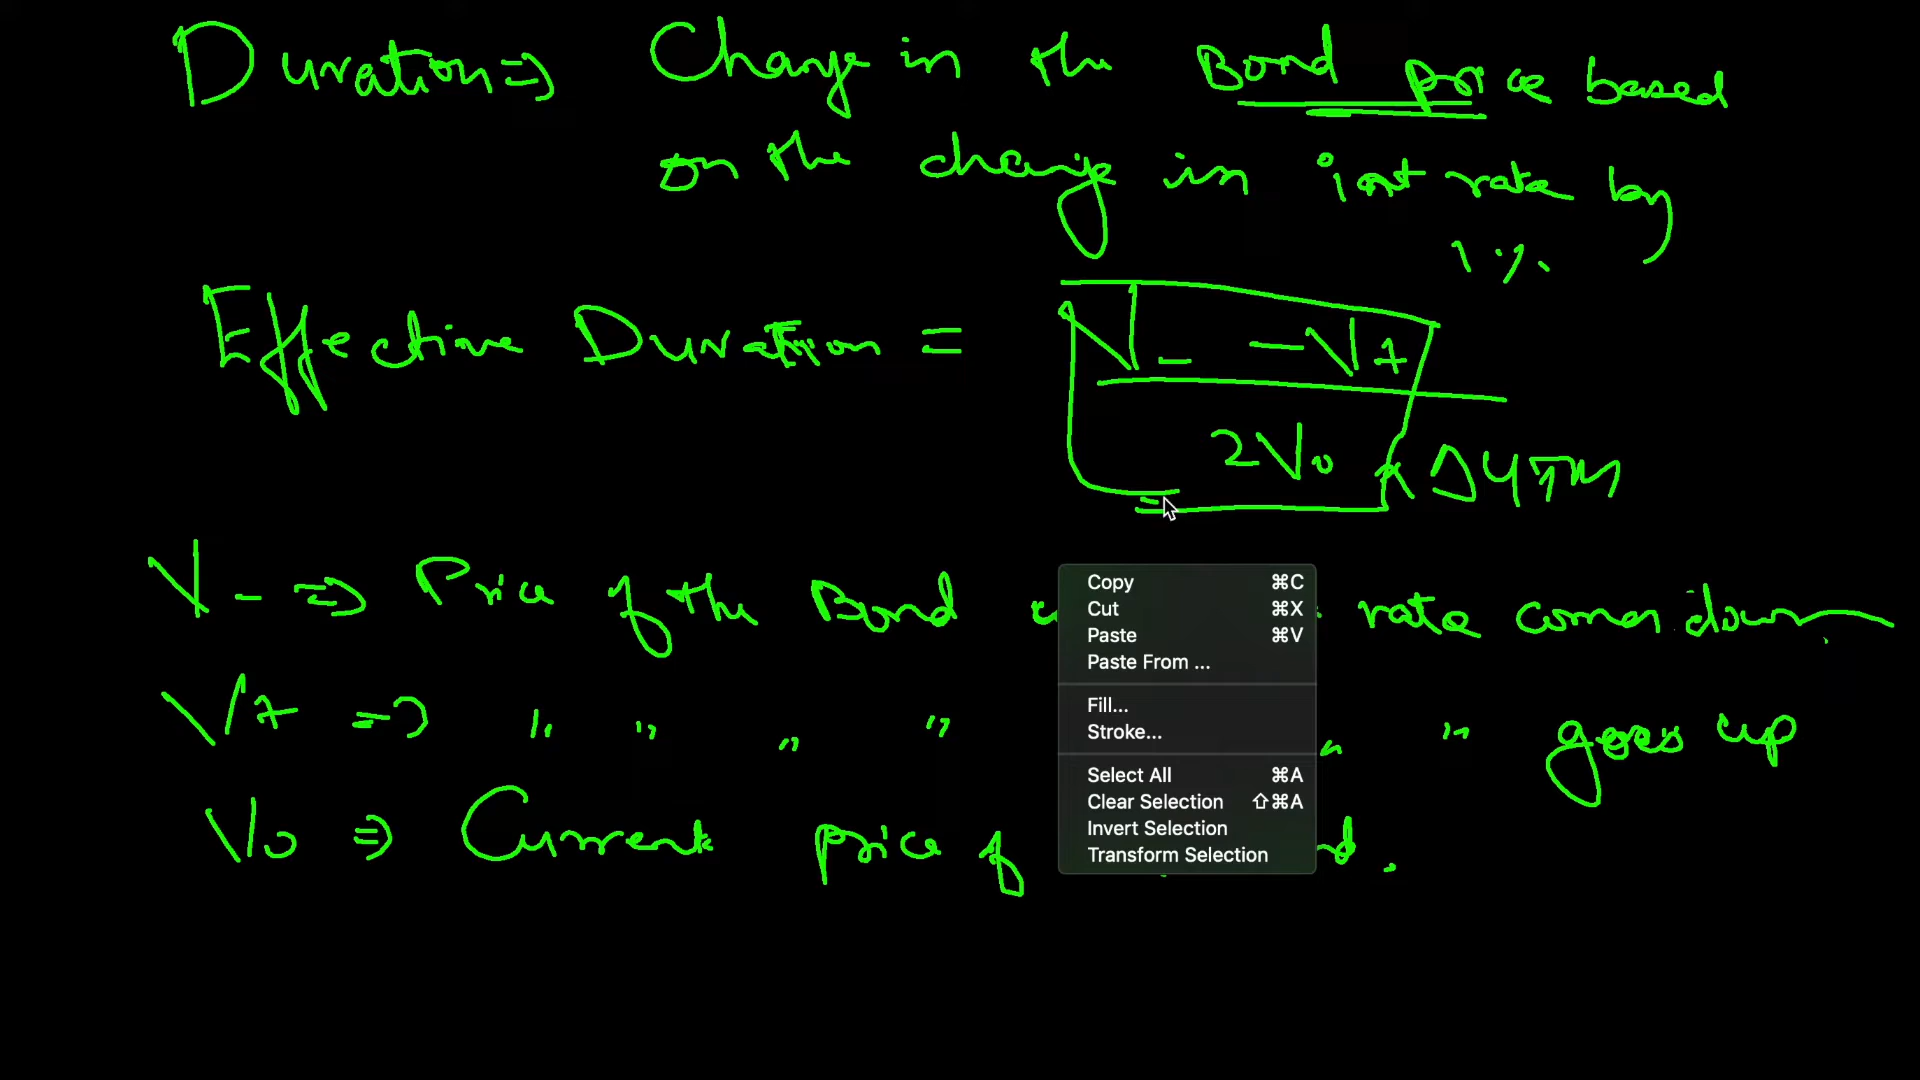 Duration ⇒ Change in the Bond price based
on the change in int rate by
1%
Effective Duration = V_ - V+
2V₀ x ΔYTM
V_ ⇒ Price of the Bond rate comes down
V+ ⇒ " " " " " " goes up
V₀ ⇒ Current price of
Copy ⌘C
Cut ⌘X
Paste ⌘V
Paste From ...
Fill...
Stroke...
Select All ⌘A
Clear Selection ⇧⌘A
Invert Selection
Transform Selection